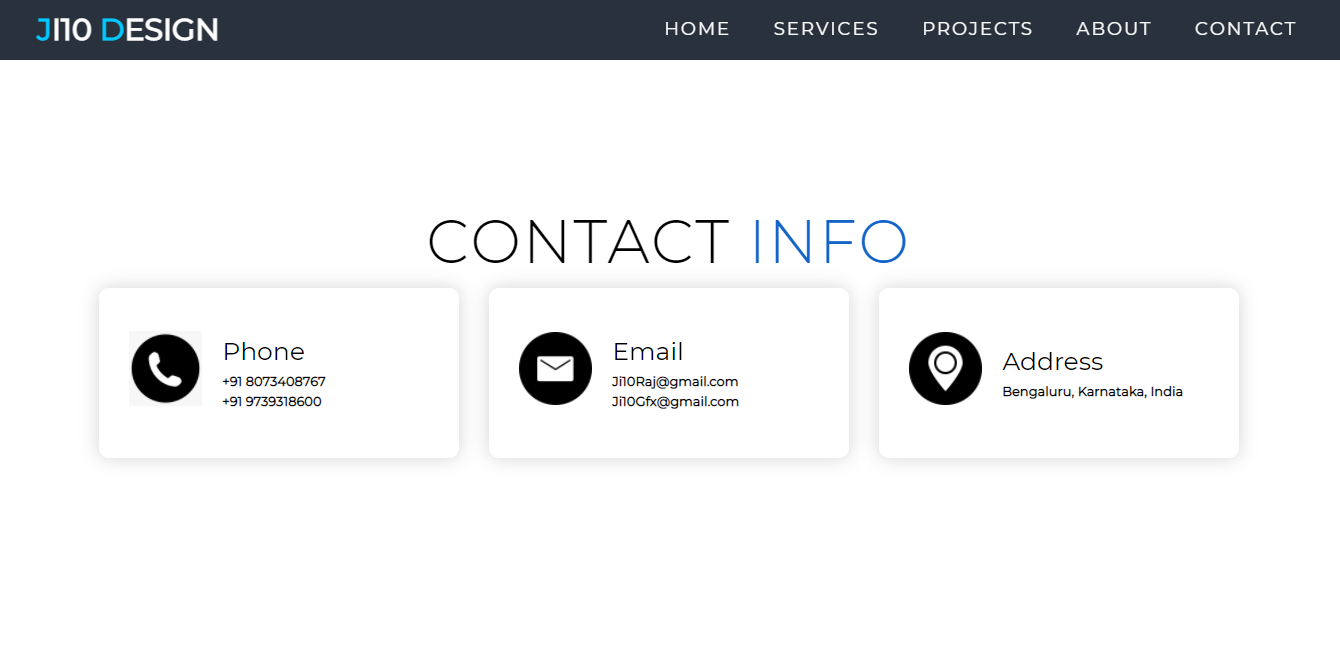 JI10 DESIGN
HOME SERVICES PROJECTS ABOUT CONTACT
CONTACT INFO
Phone
+91 8073408767
+91 9739318600
Email
Ji10Raj@gmail.com
Ji10Gfx@gmail.com
Address
Bengaluru, Karnataka, India